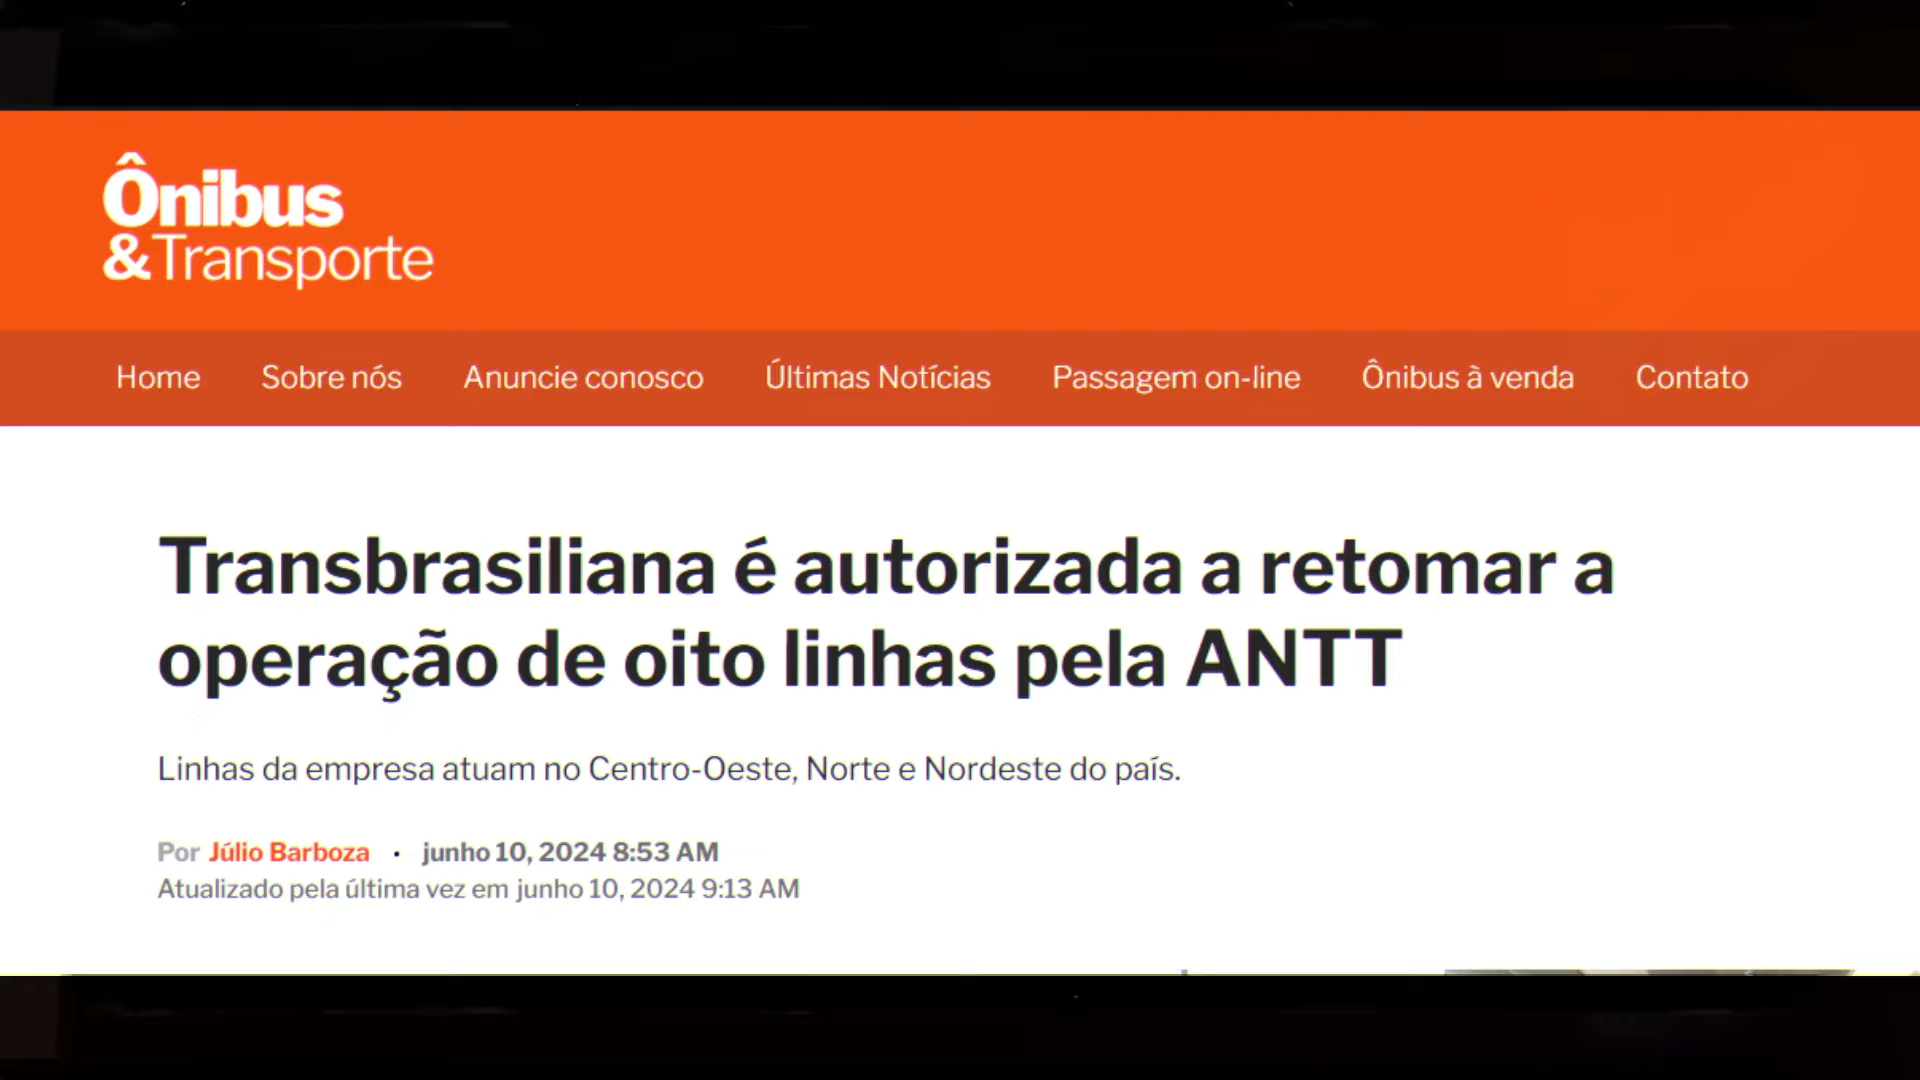 Ônibus
&Transporte
Home Sobre nós Anuncie conosco Últimas Notícias Passagem on-line Ônibus à venda Contato
Transbrasiliana é autorizada a retomar a
operação de oito linhas pela ANTT
Linhas da empresa atuam no Centro-Oeste, Norte e Nordeste do país.
Por Júlio Barboza · junho 10, 2024 8:53 AM
Atualizado pela última vez em junho 10, 2024 9:13 AM